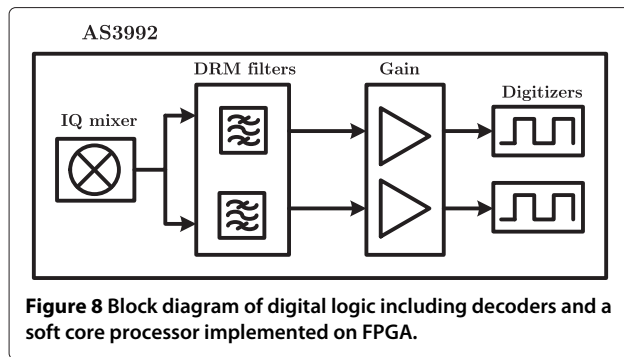 AS3992
DRM filters
Gain
Digitizers
IQ mixer
Figure 8 Block diagram of digital logic including decoders and a
soft core processor implemented on FPGA.